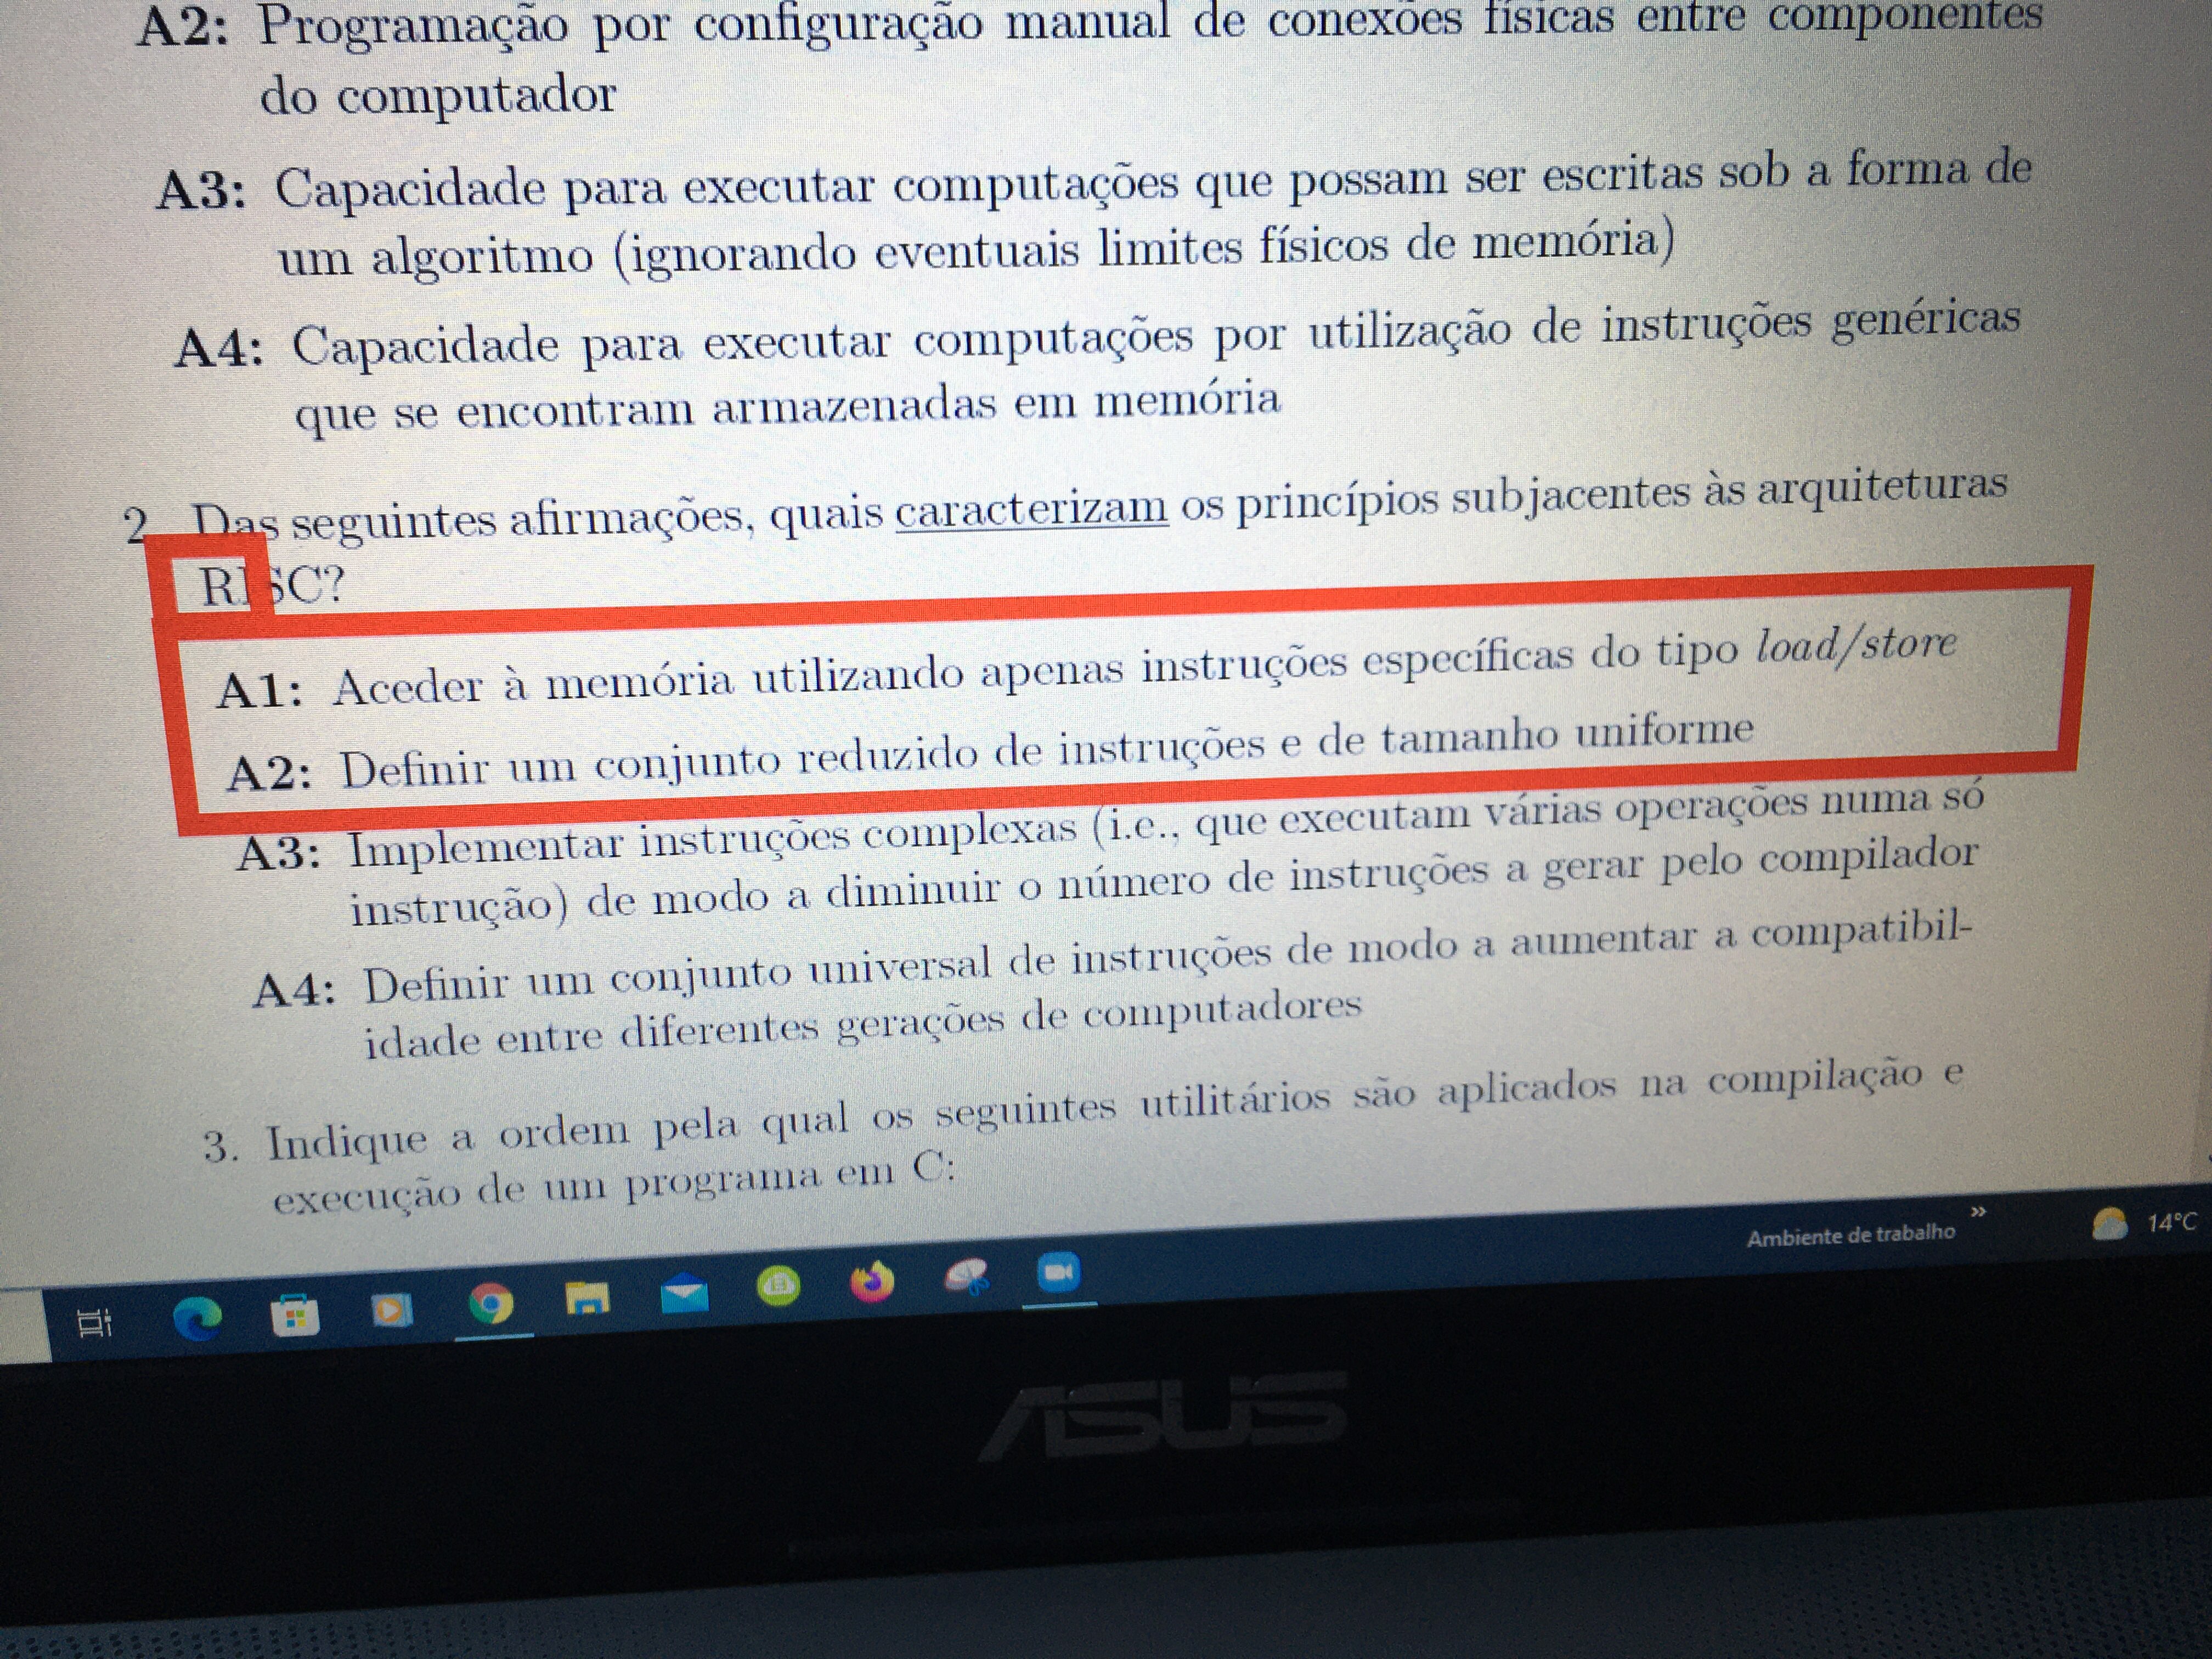 A2: Programação por configuração manual de conexões físicas entre componentes
do computador
A3: Capacidade para executar computações que possam ser escritas sob a forma de
um algoritmo (ignorando eventuais limites físicos de memória)
A4: Capacidade para executar computações por utilização de instruções genéricas
que se encontram armazenadas em memória
2. Das seguintes afirmações, quais caracterizam os princípios subjacentes às arquiteturas
RISC?
A1: Aceder à memória utilizando apenas instruções específicas do tipo load/store
A2: Definir um conjunto reduzido de instruções e de tamanho uniforme
A3: Implementar instruções complexas (i.e., que executam várias operações numa só
instrução) de modo a diminuir o número de instruções a gerar pelo compilador
A4: Definir um conjunto universal de instruções de modo a aumentar a compatibil-
idade entre diferentes gerações de computadores
3. Indique a ordem pela qual os seguintes utilitários são aplicados na compilação e
execução de um programa em C:
Ambiente de trabalho »
14°C
ASUS